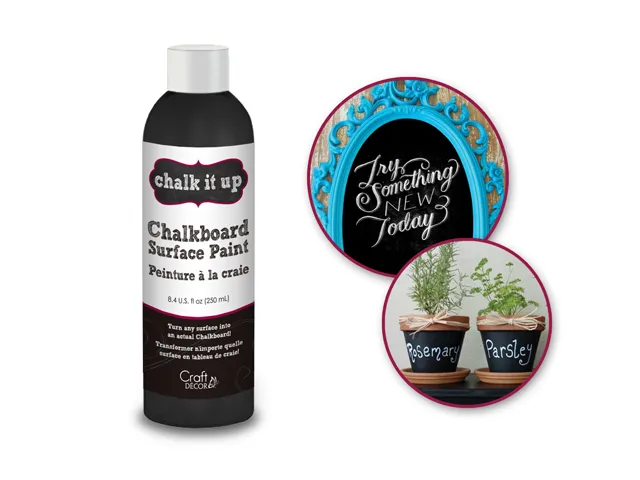 chalk it up
Chalkboard
Surface Paint
Peinture à la craie
8.4 U.S. fl oz (250 mL)
Turn any surface into
an actual Chalkboard!
Transformer n'importe quelle
surface en tableau de craie!
Craft
DECOR
Try
Something
NEW
Today
Rosemary
Parsley